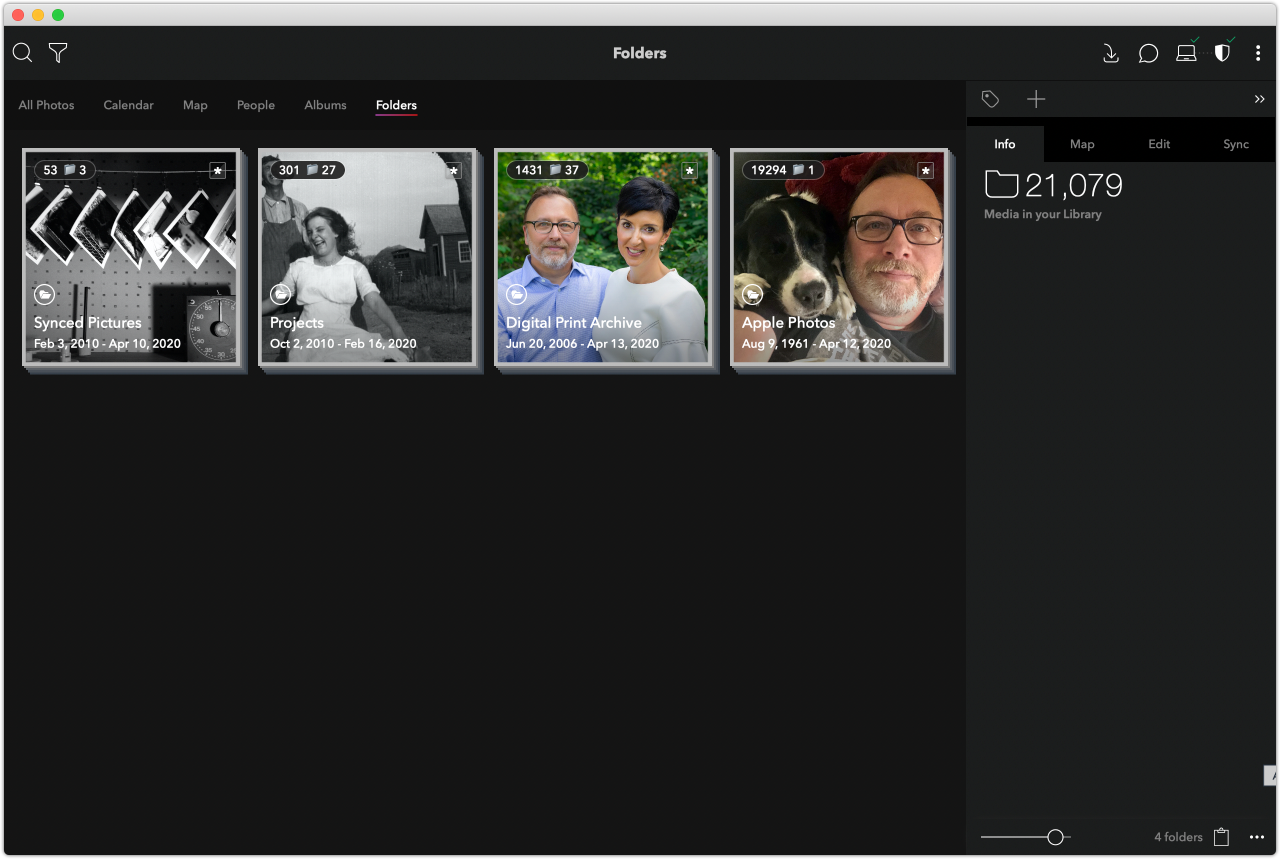 Folders
All Photos
Calendar
Map
People
Albums
Folders
53 3
Synced Pictures
Feb 3, 2010 - Apr 10, 2020
301 27
Projects
Oct 2, 2010 - Feb 16, 2020
1431 37
Digital Print Archive
Jun 20, 2006 - Apr 13, 2020
19294 1
Apple Photos
Aug 9, 1961 - Apr 12, 2020
Info
Map
Edit
Sync
21,079
Media in your Library
4 folders